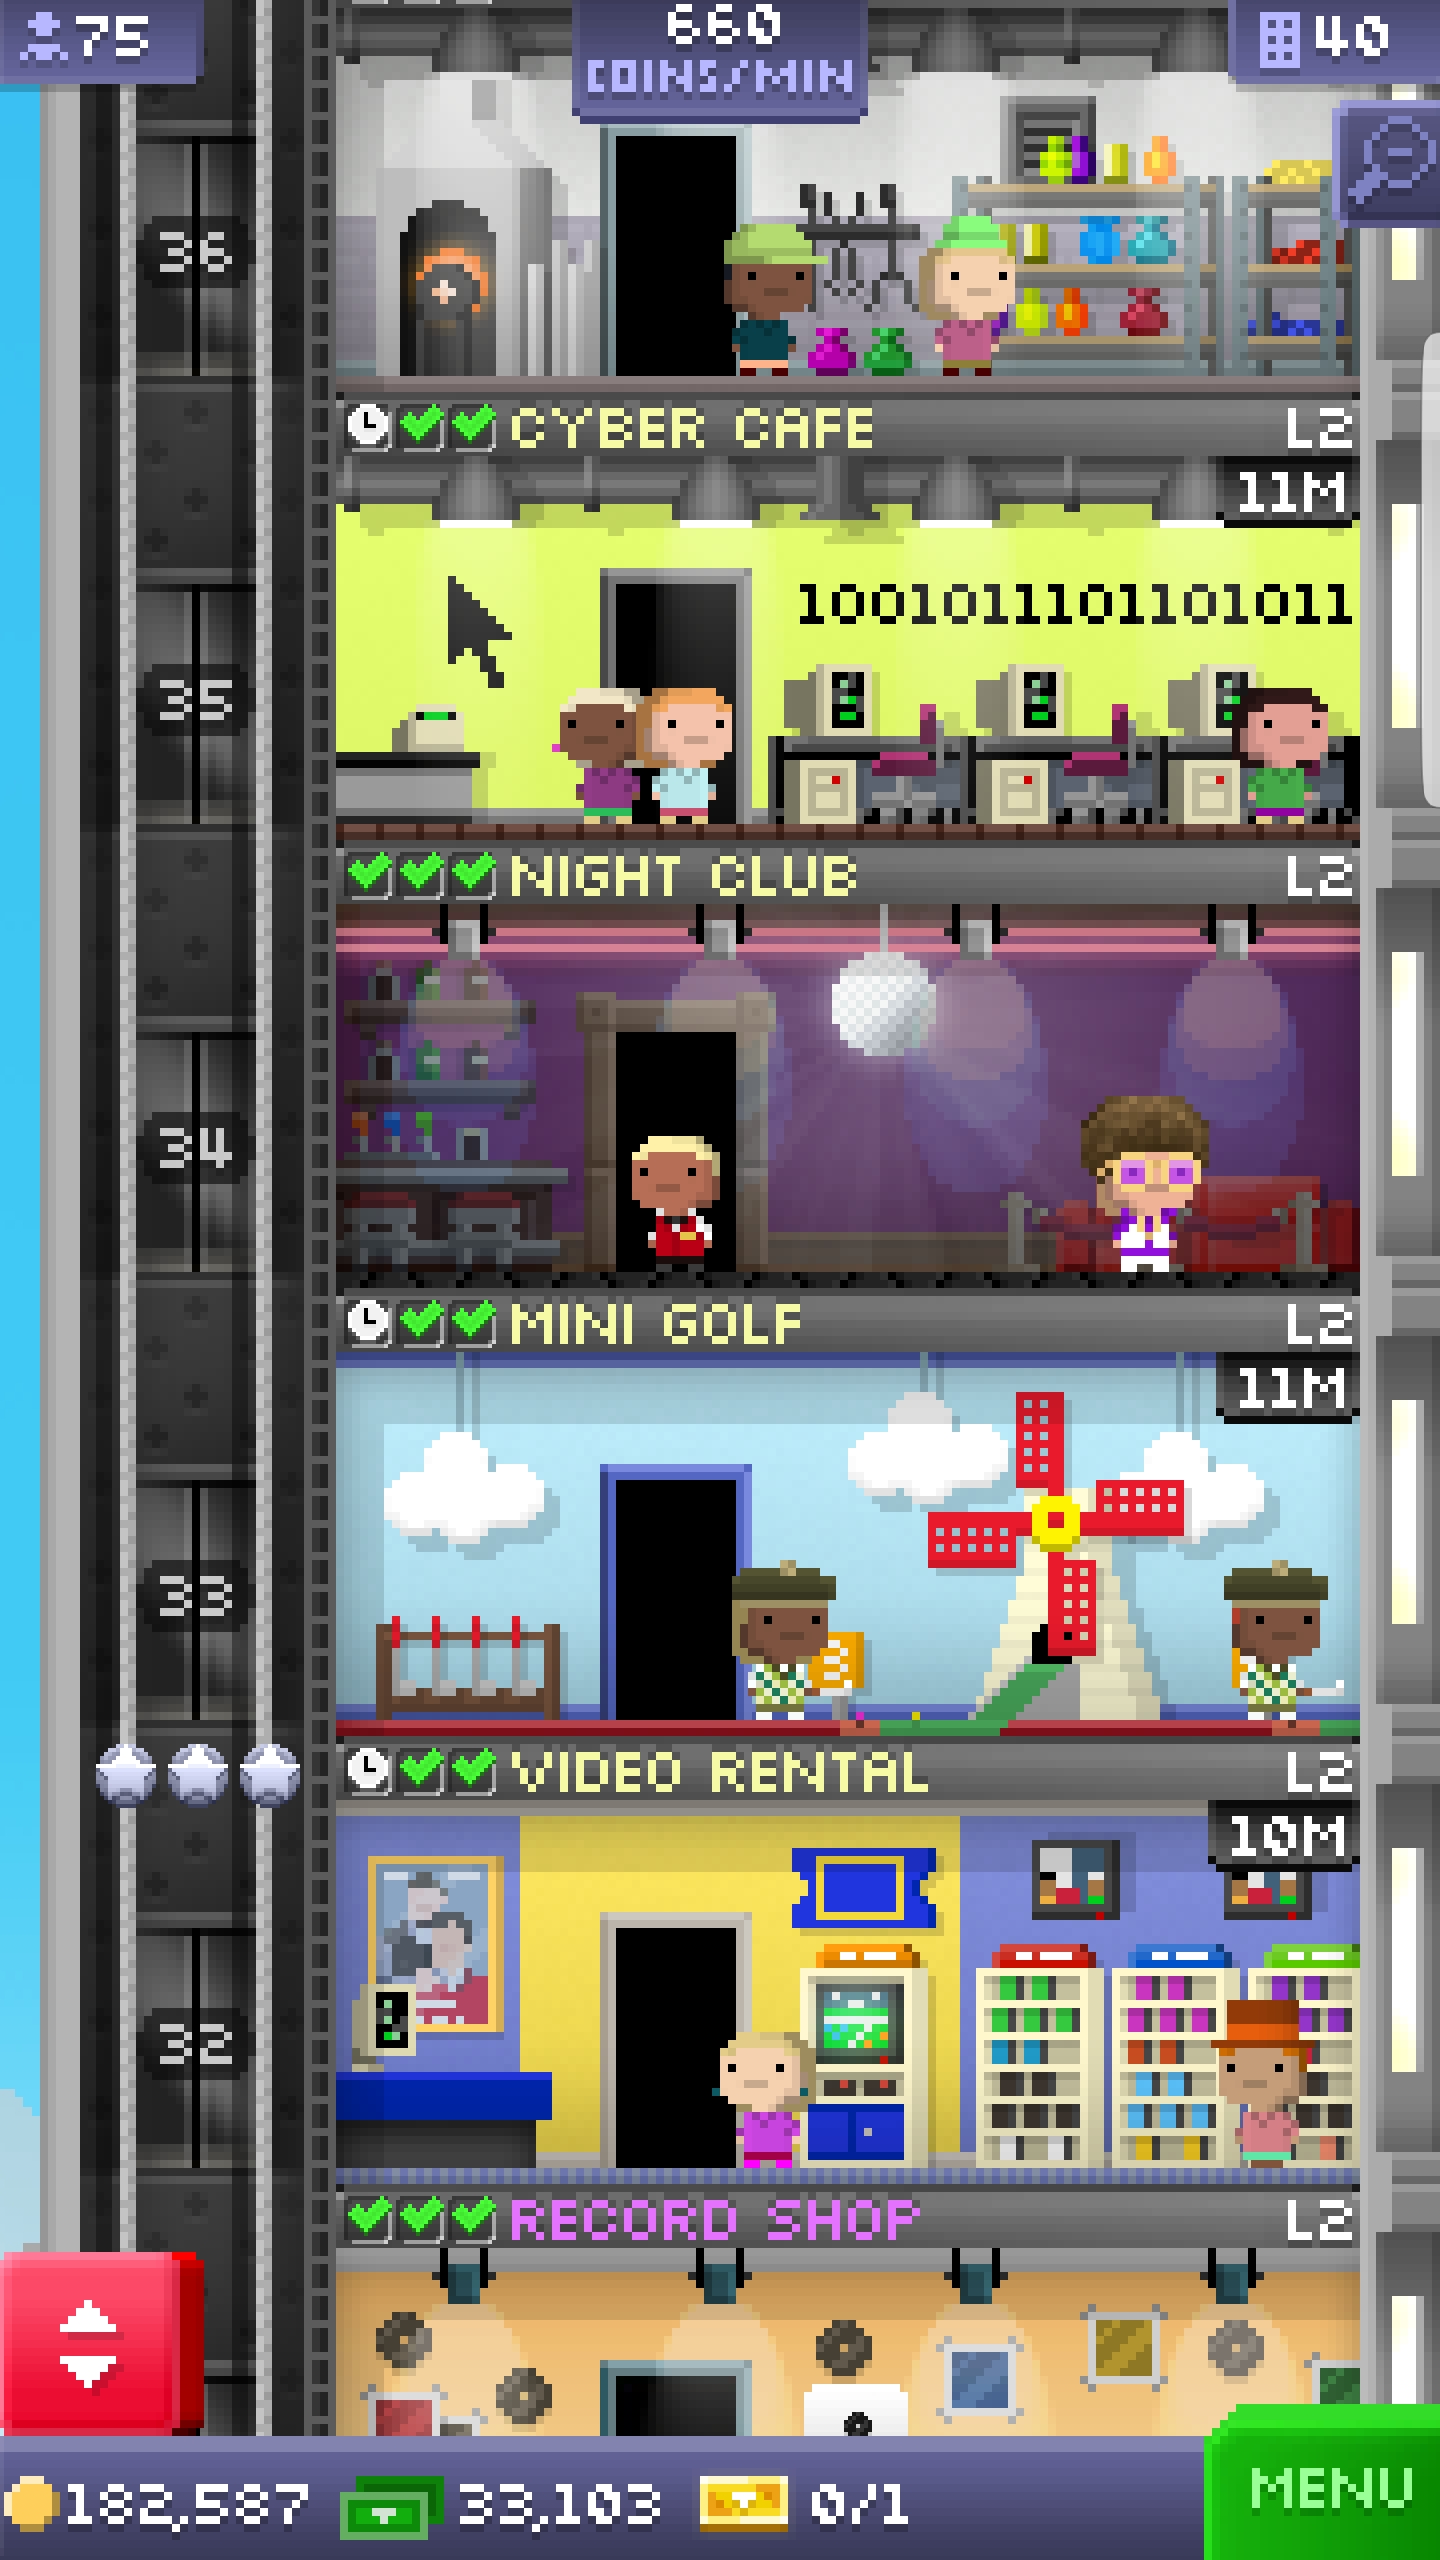 75
660
COINS/MIN
40
36
CYBER CAFE L2
11M
1001011101101011
35
NIGHT CLUB L2
34
MINI GOLF L2
11M
33
VIDEO RENTAL L2
10M
32
RECORD SHOP L2
182,587 33,103 0/1
MENU